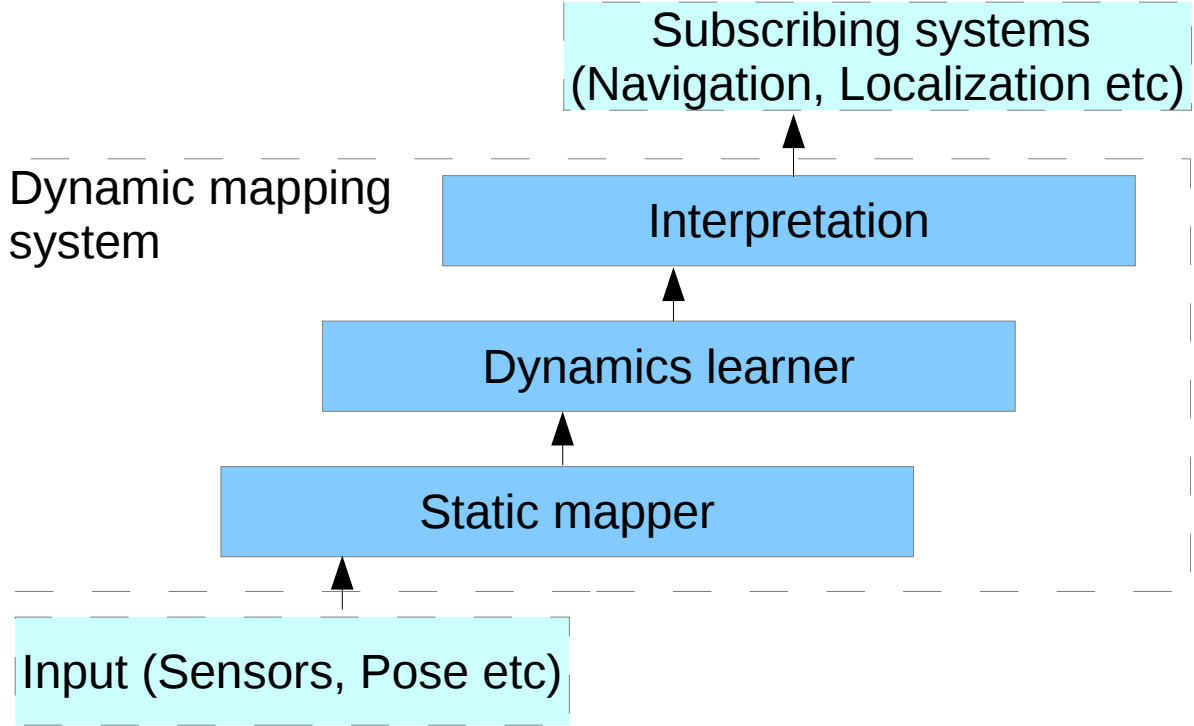 Subscribing systems
(Navigation, Localization etc)
Dynamic mapping
system
Interpretation
Dynamics learner
Static mapper
Input (Sensors, Pose etc)